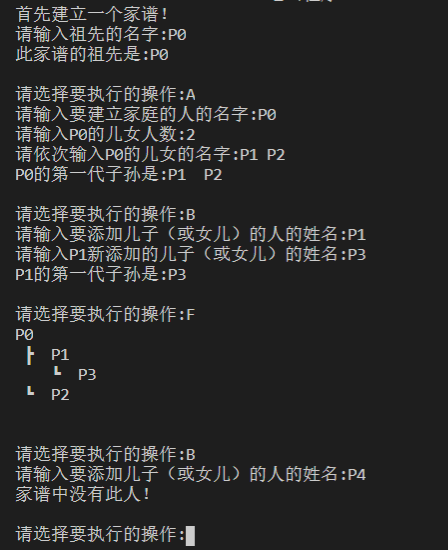 首先建立一个家谱!
请输入祖先的名字:P0
此家谱的祖先是:P0
请选择要执行的操作:A
请输入要建立家庭的人的名字:P0
请输入P0的儿女人数:2
请依次输入P0的儿女的名字:P1 P2
P0的第一代子孙是:P1  P2
请选择要执行的操作:B
请输入要添加儿子（或女儿）的人的姓名:P1
请输入P1新添加的儿子（或女儿）的姓名:P3
P1的第一代子孙是:P3
请选择要执行的操作:F
P0
┣ P1
┗ P3
┗ P2
请选择要执行的操作:B
请输入要添加儿子（或女儿）的人的姓名:P4
家谱中没有此人!
请选择要执行的操作: